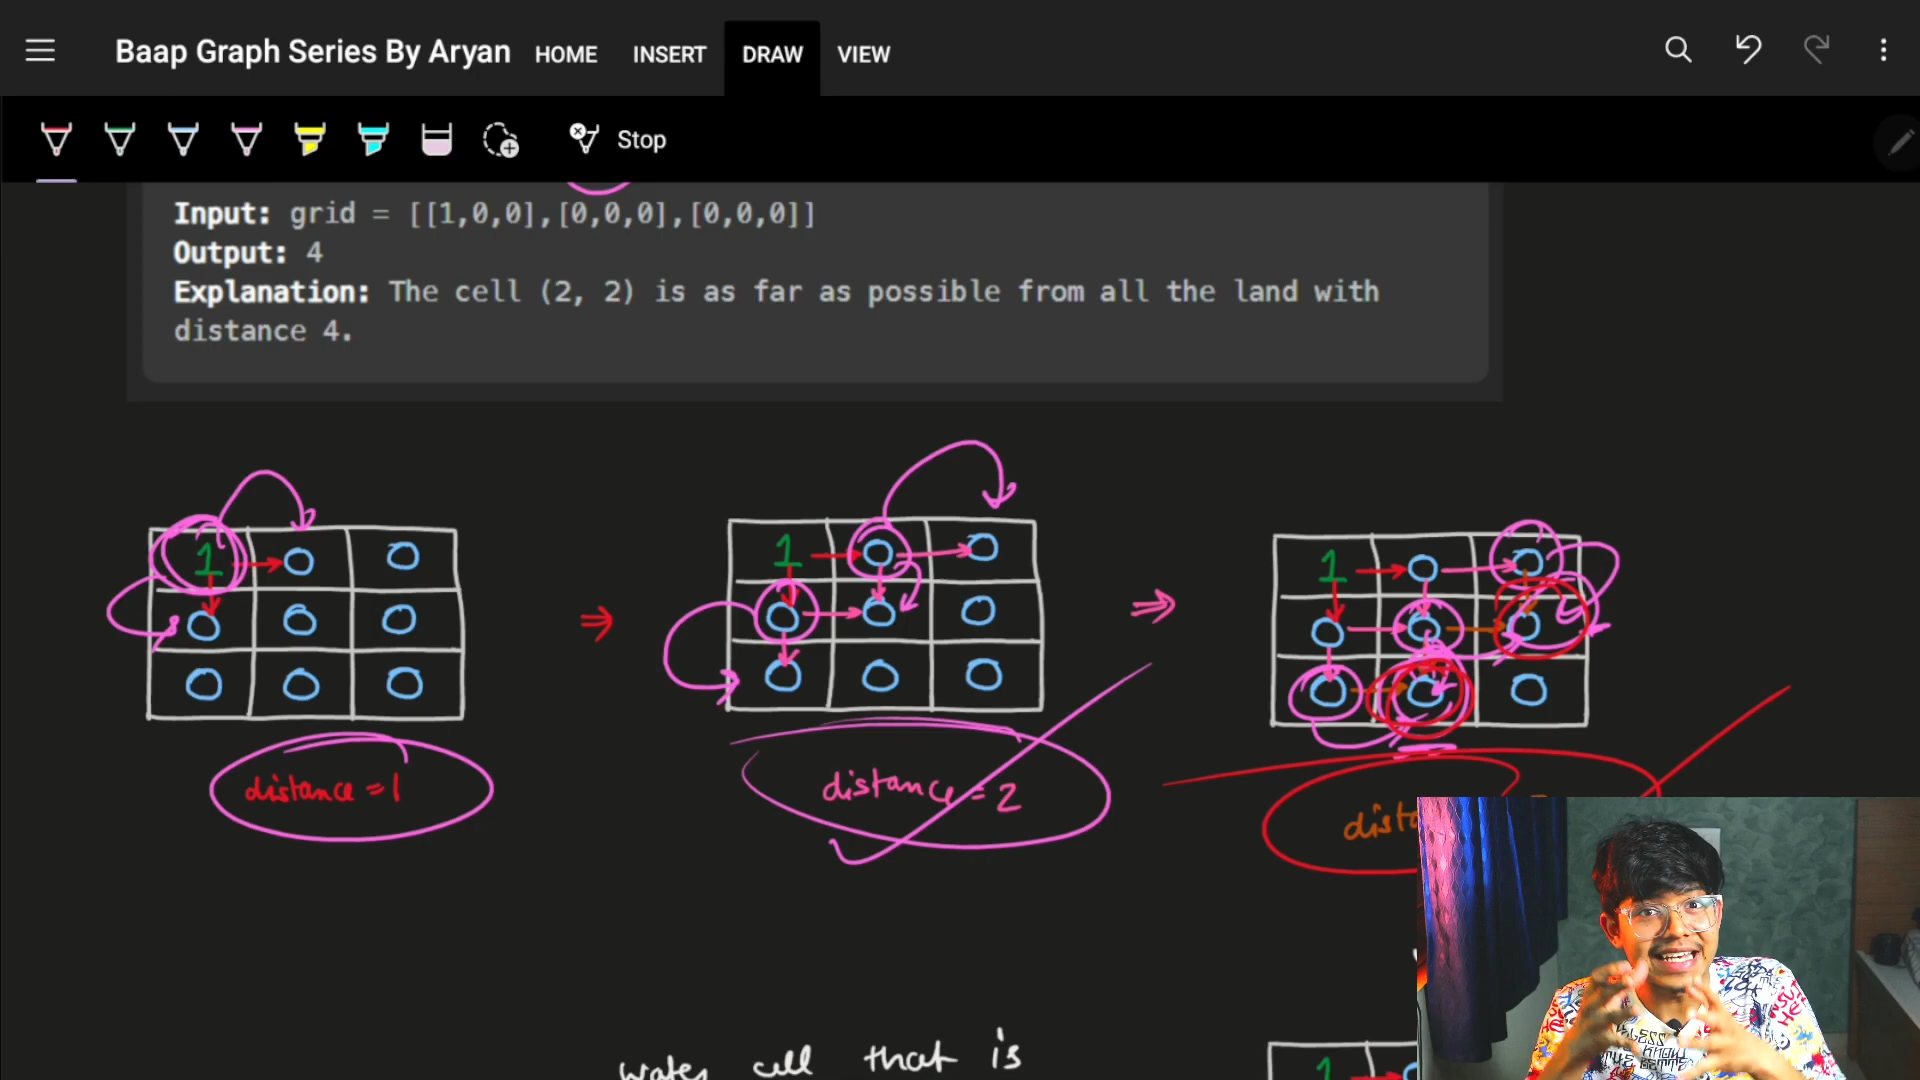 Baap Graph Series By Aryan HOME INSERT DRAW VIEW
Stop
Input: grid = [[1,0,0],[0,0,0],[0,0,0]]
Output: 4
Explanation: The cell (2, 2) is as far as possible from all the land with
distance 4.
1 0 0
0 0 0
0 0 0
distance = 1
1 0 0
0 0 0
0 0 0
distance = 2
1 0 0
0 0 0
0 0 0
water cell that is
1